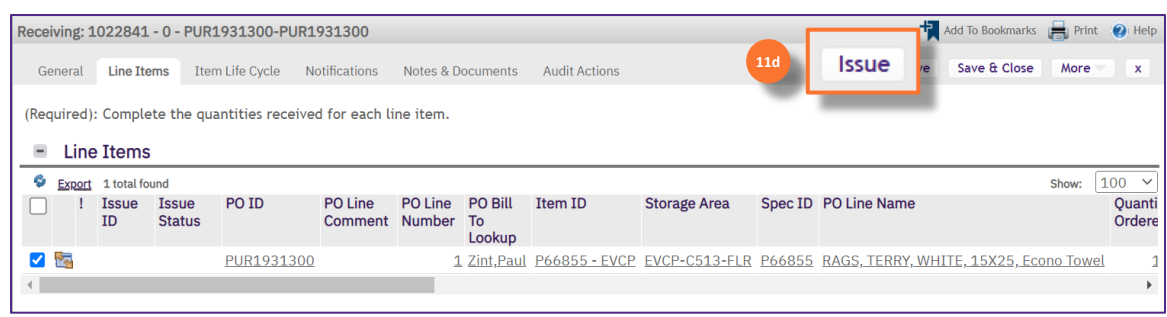 Receiving: 1022841 - 0 - PUR1931300-PUR1931300 Add To Bookmarks Print Help
General Line Items Item Life Cycle Notifications Notes & Documents Audit Actions 11d Issue Save & Close More x
(Required): Complete the quantities received for each line item.
Line Items
Export 1 total found Show: 100
! Issue ID Issue Status PO ID PO Line Comment PO Line Number PO Bill To Lookup Item ID Storage Area Spec ID PO Line Name Quanti Ordere
PUR1931300 1 Zint,Paul P66855 - EVCP EVCP-C513-FLR P66855 RAGS, TERRY, WHITE, 15X25, Econo Towel 1